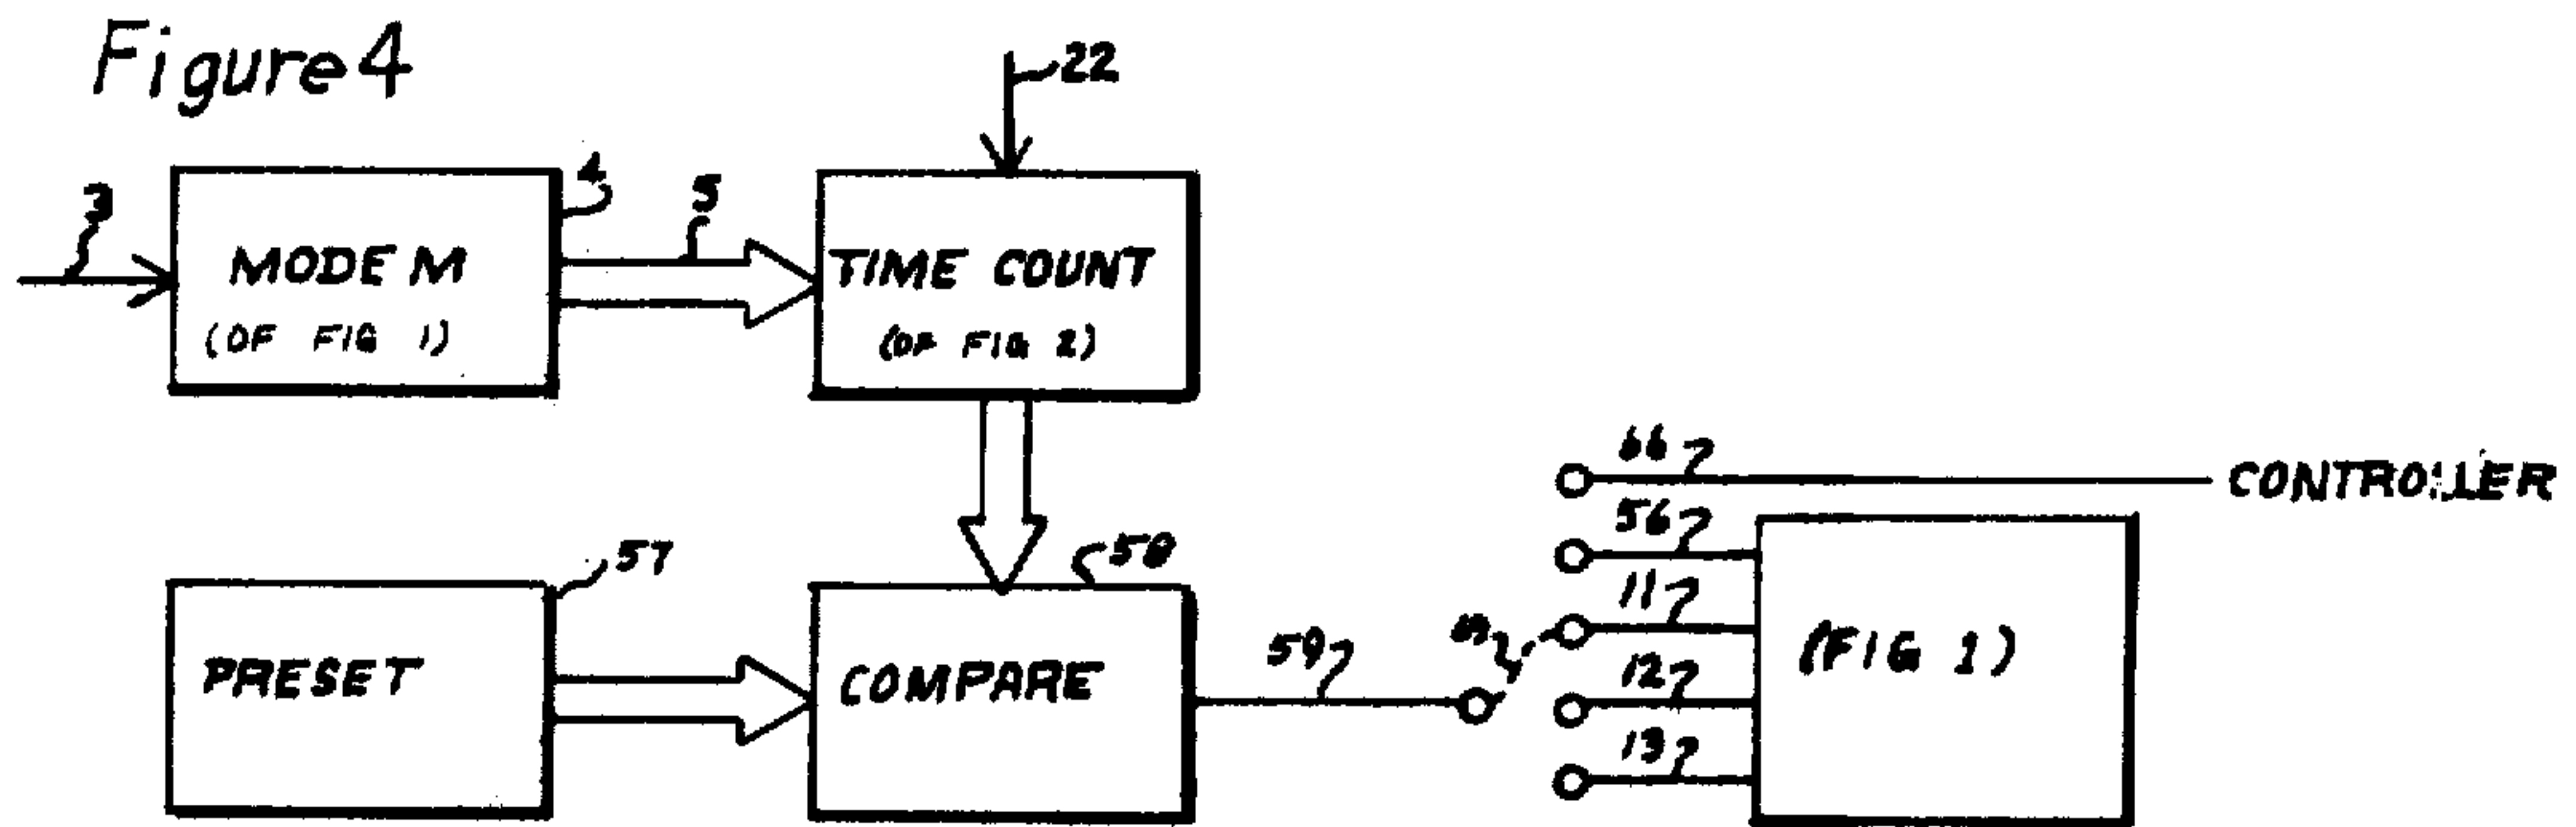 Figure 4
22
3
4
5
MODEM
(OF FIG 1)
TIME COUNT
(OF FIG 2)
66
CONTROLLER
56
57
58
11
(FIG 1)
PRESET
COMPARE
59
12
13